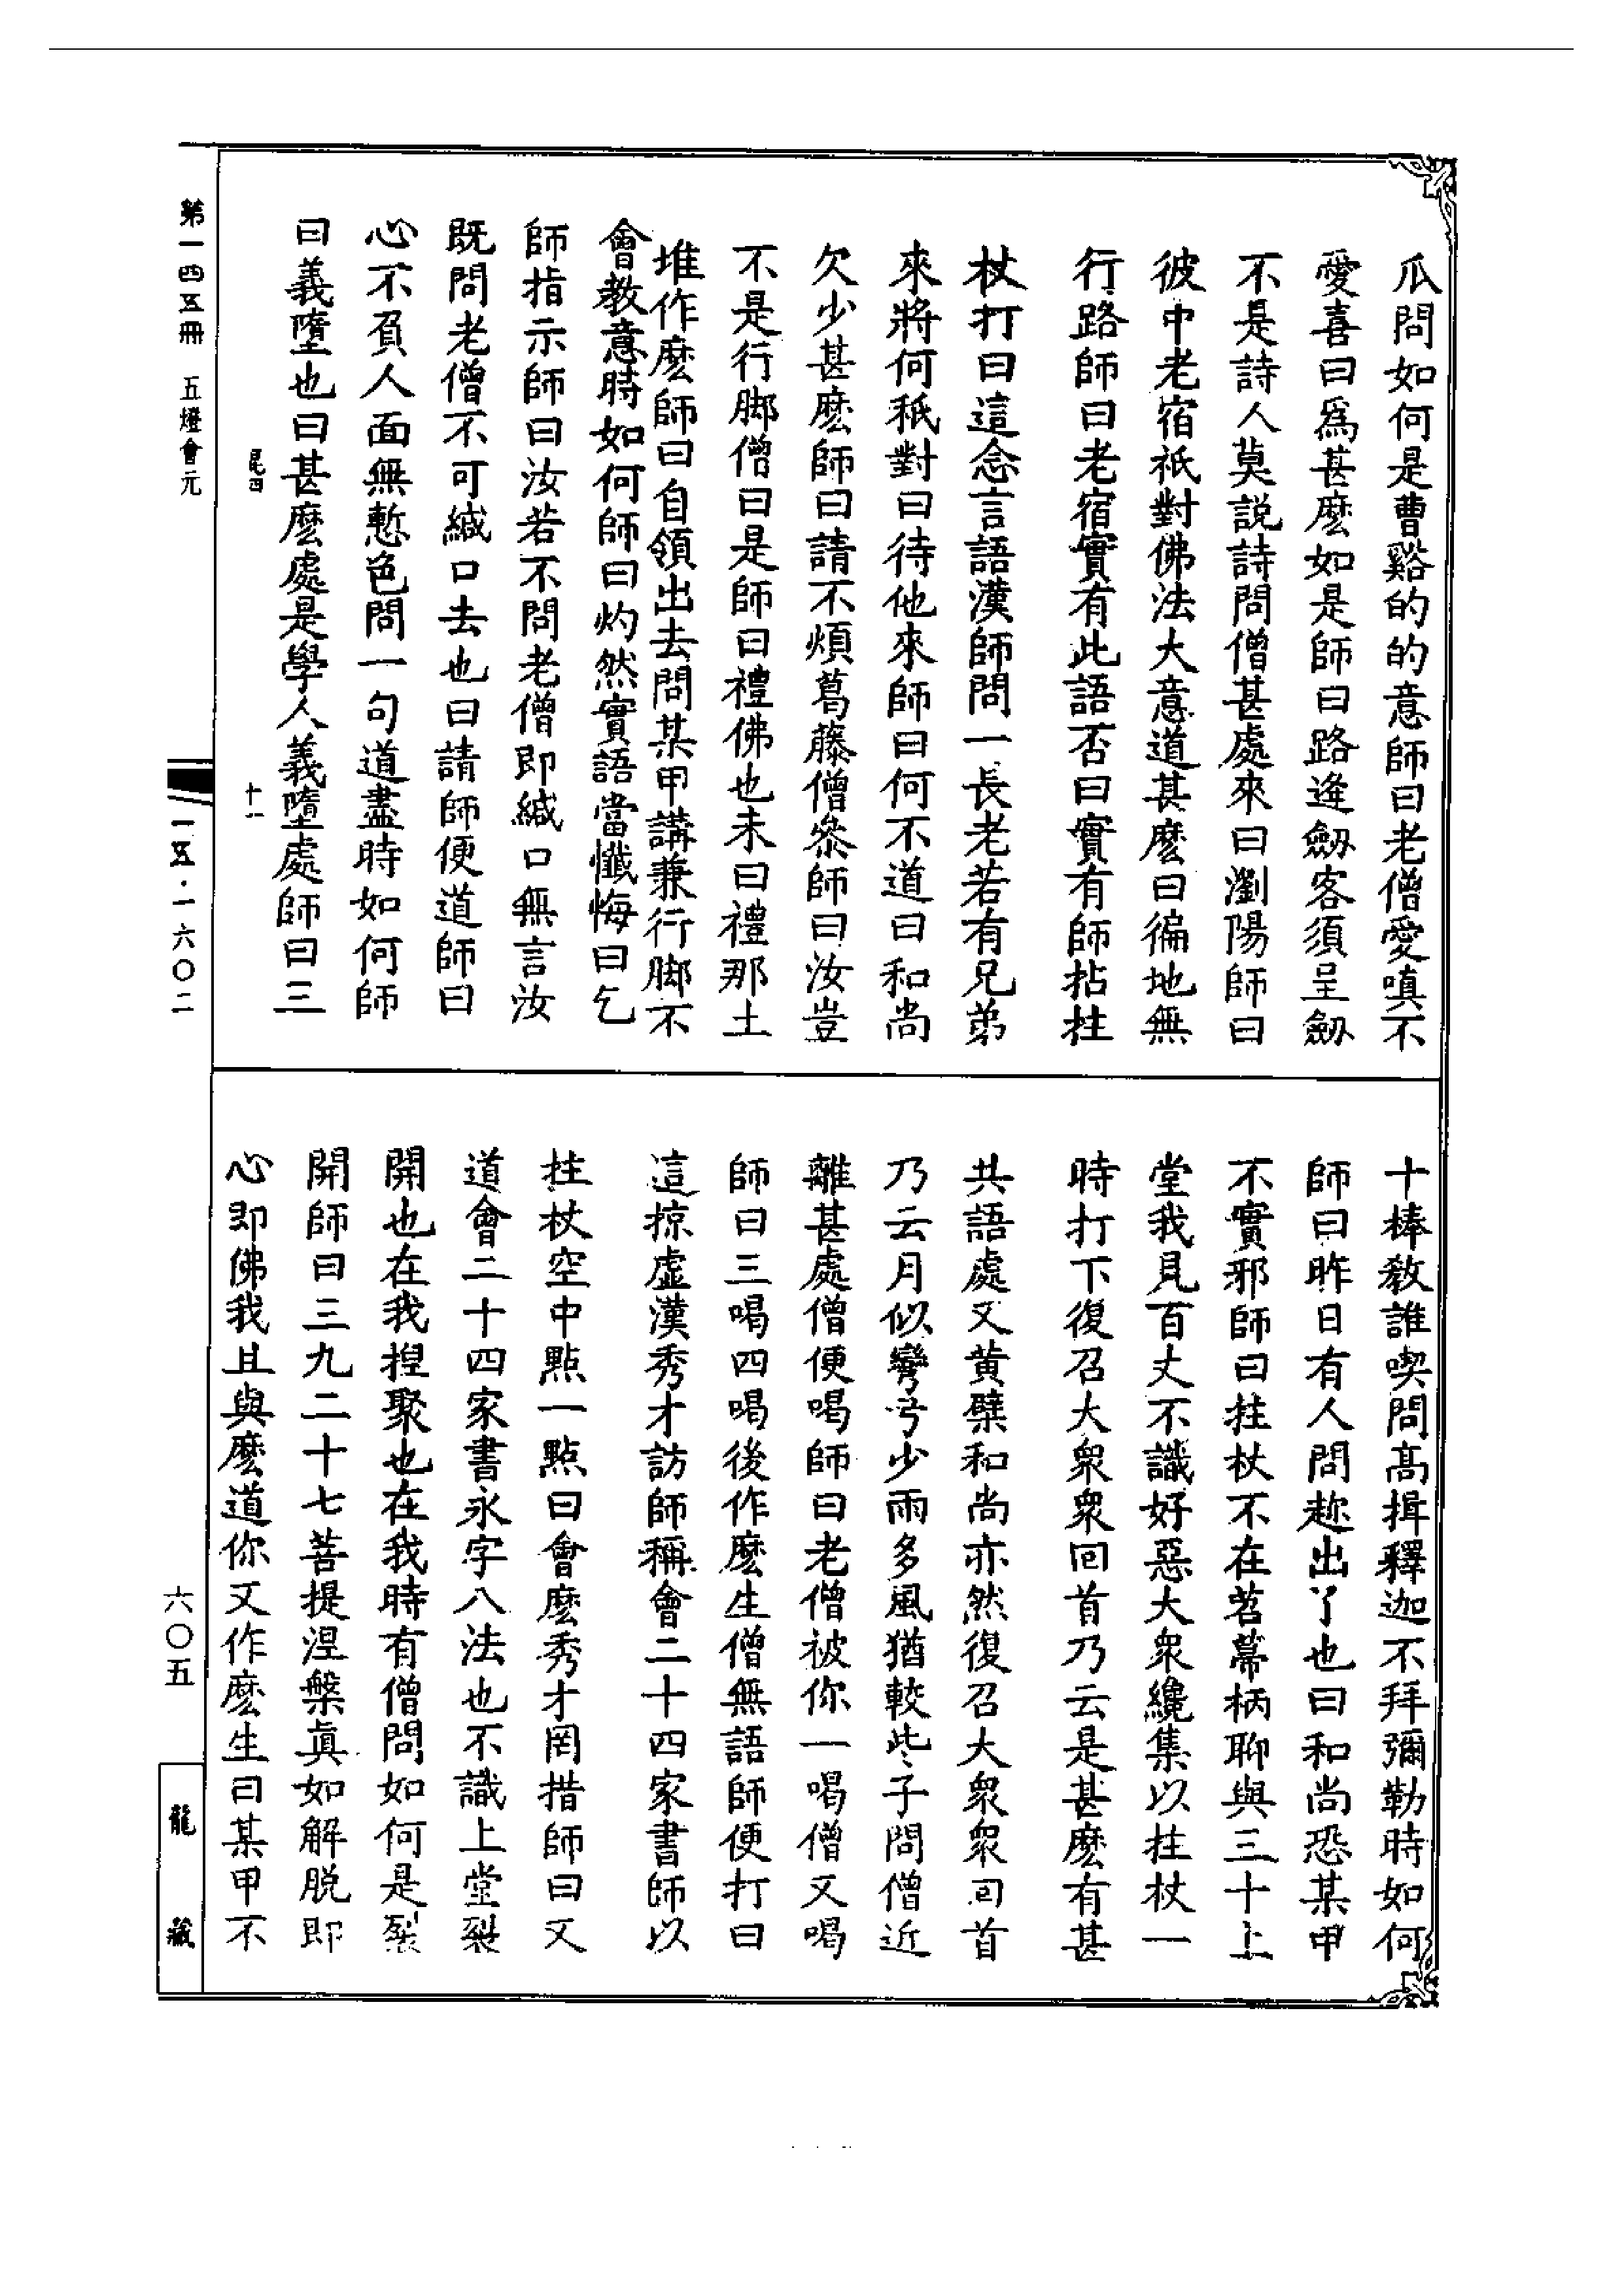 瓜問如何是曹谿的的意師曰老僧愛嗔不
愛喜曰爲甚麽如是師曰路逢劒客須呈劒
不是詩人莫説詩問僧甚處來曰瀏陽師曰
彼中老宿祇對佛法大意道甚麽曰徧地無
行路師曰老宿實有此語否曰實有師拈拄
杖打曰這念言語漢師問一長老若有兄弟
來將何祇對曰待他來師曰何不道曰和尚
欠少甚麽師曰請不煩葛藤僧參師曰汝豈
不是行脚僧曰是師曰禮佛也未曰禮那土
堆作麽師曰自領出去問某甲講兼行脚不
會教意時如何師曰灼然實語當懺悔曰乞
師指示師曰汝若不問老僧即緘口無言汝
既問老僧不可緘口去也曰請師便道師曰
心不負人面無慙色問一句道盡時如何師
曰義墮也曰甚麽處是學人義墮處師曰三
昆四
十一
第一四五冊 五燈會元
一五·一六〇二
十棒敎誰喫問高揖釋迦不拜彌勒時如何
師曰昨日有人問趂出了也曰和尚恐某甲
不實邪師曰拄杖不在苕菷柄聊與三十上
堂我見百丈不識好惡大衆纔集以拄杖一
時打下復召大衆衆回首乃云是甚麽有甚
共語處又黄檗和尚亦然復召大衆衆回首
乃云月似彎弓少雨多風猶較些子問僧近
離甚處僧便喝師曰老僧被你一喝僧又喝
師曰三喝四喝後作麽生僧無語師便打曰
這掠虚漢秀才訪師稱會二十四家書師以
拄杖空中點一點曰會麽秀才罔措師曰又
道會二十四家書永字八法也不識上堂裂
開也在我揑聚也在我時有僧問如何是裂
開師曰三九二十七菩提涅槃真如解脱即
心即佛我且與麽道你又作麽生曰某甲不
六〇五
龍藏